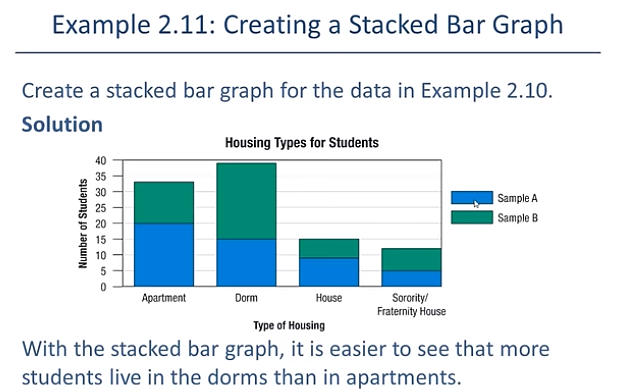 Example 2.11: Creating a Stacked Bar Graph
Create a stacked bar graph for the data in Example 2.10.
Solution
Housing Types for Students
Number of Students
40
35
30
25
20
15
10
5
0
Apartment
Dorm
House
Sorority/
Fraternity House
Type of Housing
Sample A
Sample B
With the stacked bar graph, it is easier to see that more
students live in the dorms than in apartments.